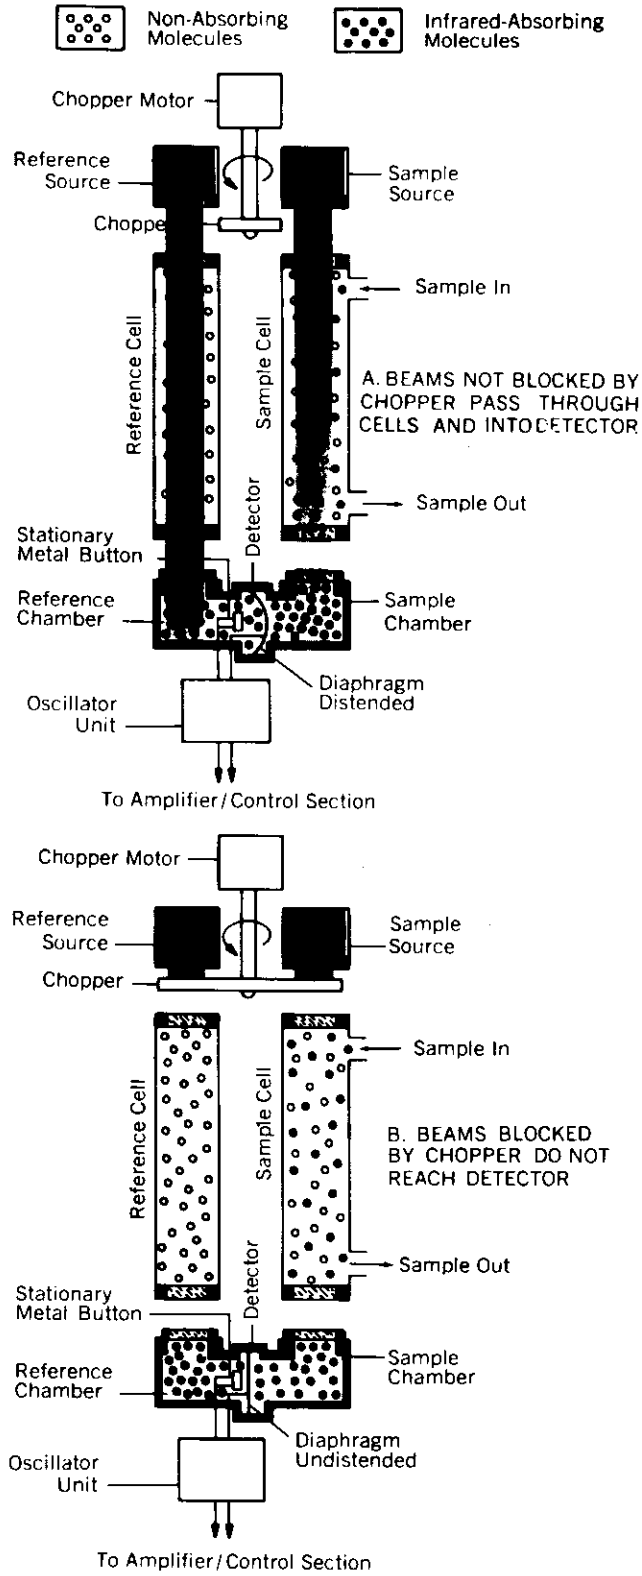 Non-Absorbing
Molecules
Infrared-Absorbing
Molecules
Chopper Motor
Reference
Source
Sample
Source
Choppe
Sample In
Reference Cell
Sample Cell
A. BEAMS NOT BLOCKED BY
CHOPPER PASS THROUGH
CELLS AND INTO DETECTOR
Sample Out
Stationary
Metal Button
Detector
Reference
Chamber
Sample
Chamber
Diaphragm
Distended
Oscillator
Unit
To Amplifier/Control Section
Chopper Motor
Reference
Source
Sample
Source
Chopper
Sample In
Reference Cell
Sample Cell
B. BEAMS BLOCKED
BY CHOPPER DO NOT
REACH DETECTOR
Sample Out
Stationary
Metal Button
Detector
Reference
Chamber
Sample
Chamber
Diaphragm
Undistended
Oscillator
Unit
To Amplifier/Control Section